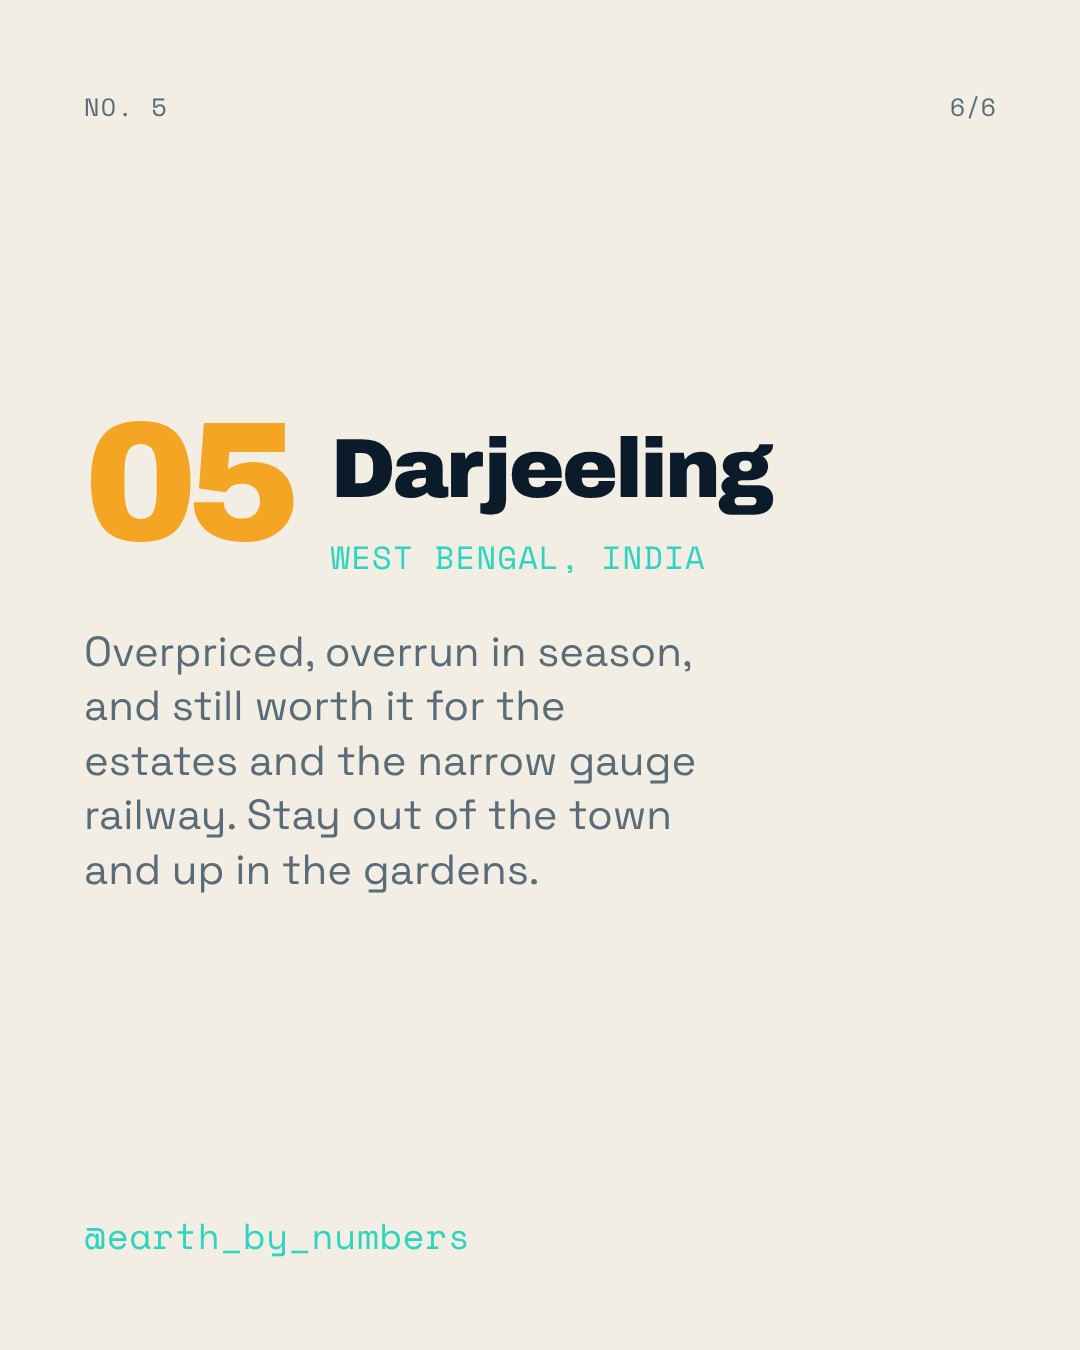 NO. 5
6/6
05
Darjeeling
WEST BENGAL, INDIA
Overpriced, overrun in season,
and still worth it for the
estates and the narrow gauge
railway. Stay out of the town
and up in the gardens.
@earth_by_numbers